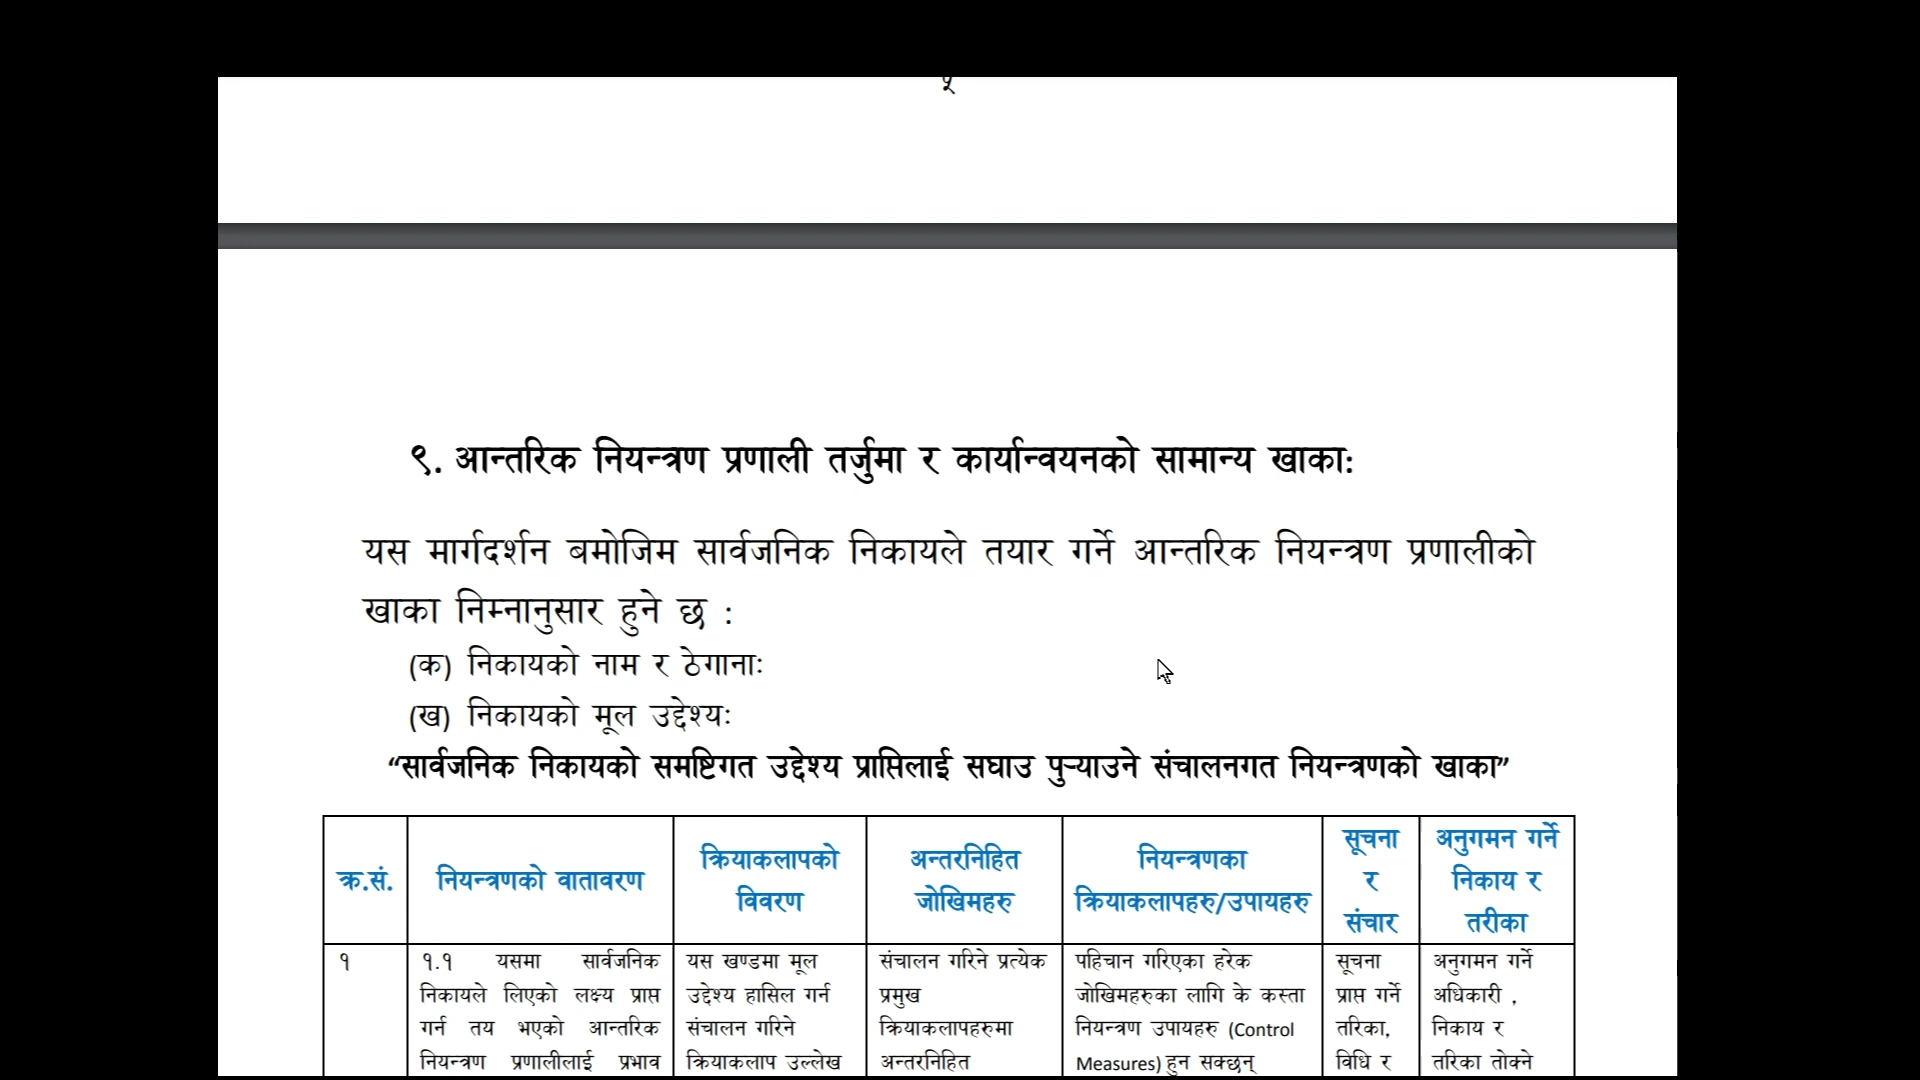 ५
९. आन्तरिक नियन्त्रण प्रणाली तर्जुमा र कार्यान्वयनको सामान्य खाका:
यस मार्गदर्शन बमोजिम सार्वजनिक निकायले तयार गर्ने आन्तरिक नियन्त्रण प्रणालीको
खाका निम्नानुसार हुने छ :
(क) निकायको नाम र ठेगानाः
(ख) निकायको मूल उद्देश्यः
“सार्वजनिक निकायको समष्टिगत उद्देश्य प्राप्तिलाई सघाउ पुऱ्याउने संचालनगत नियन्त्रणको खाका”
क्र.सं.
नियन्त्रणको वातावरण
क्रियाकलापको
विवरण
अन्तरनिहित
जोखिमहरु
नियन्त्रणका
क्रियाकलापहरु/उपायहरु
सूचना
र
संचार
अनुगमन गर्ने
निकाय र
तरीका
१
१.१ यसमा सार्वजनिक
निकायले लिएको लक्ष्य प्राप्त
गर्न तय भएको आन्तरिक
नियन्त्रण प्रणालीलाई प्रभाव
यस खण्डमा मूल
उद्देश्य हासिल गर्न
संचालन गरिने
क्रियाकलाप उल्लेख
संचालन गरिने प्रत्येक
प्रमुख
क्रियाकलापहरुमा
अन्तरनिहित
पहिचान गरिएका हरेक
जोखिमहरुका लागि के कस्ता
नियन्त्रण उपायहरु (Control
Measures) हुन सक्छन्
सूचना
प्राप्त गर्ने
तरिका,
विधि र
अनुगमन गर्ने
अधिकारी ,
निकाय र
तरिका तोक्ने